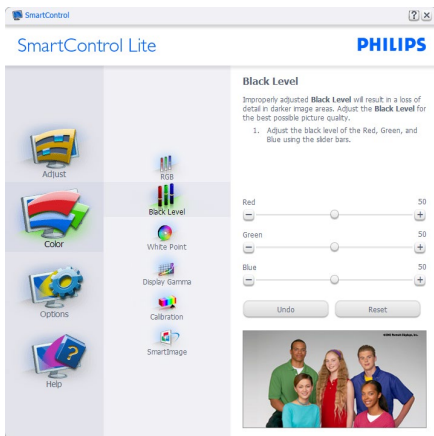 SmartControl
SmartControl Lite
PHILIPS
Adjust
Color
Options
Help
RGB
Black Level
White Point
Display Gamma
Calibration
SmartImage
Black Level
Improperly adjusted Black Level will result in a loss of
detail in darker image areas. Adjust the Black Level for
the best possible picture quality.
1. Adjust the black level of the Red, Green, and
Blue using the slider bars.
Red 50
Green 50
Blue 50
Undo Reset